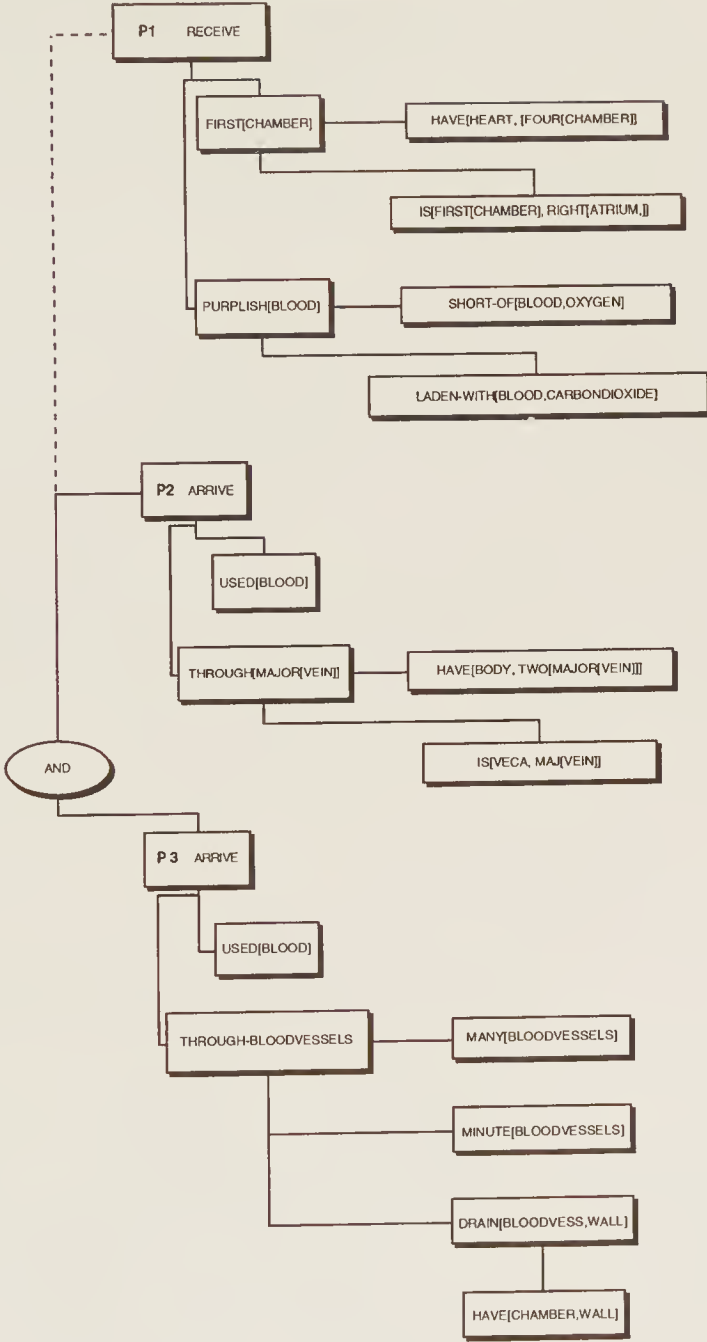 P1 RECEIVE
FIRST[CHAMBER]
HAVE[HEART, [FOUR[CHAMBER]]
IS[FIRST[CHAMBER], RIGHT[ATRIUM,]]
PURPLISH[BLOOD]
SHORT-OF[BLOOD,OXYGEN]
LADEN-WITH[BLOOD,CARBONDIOXIDE]
P2 ARRIVE
USED[BLOOD]
THROUGH[MAJOR[VEIN]]
HAVE[BODY, TWO[MAJOR[VEIN]]]
IS[VECA, MAJ[VEIN]]
AND
P3 ARRIVE
USED[BLOOD]
THROUGH-BLOODVESSELS
MANY[BLOODVESSELS]
MINUTE[BLOODVESSELS]
DRAIN[BLOODVESS,WALL]
HAVE[CHAMBER,WALL]